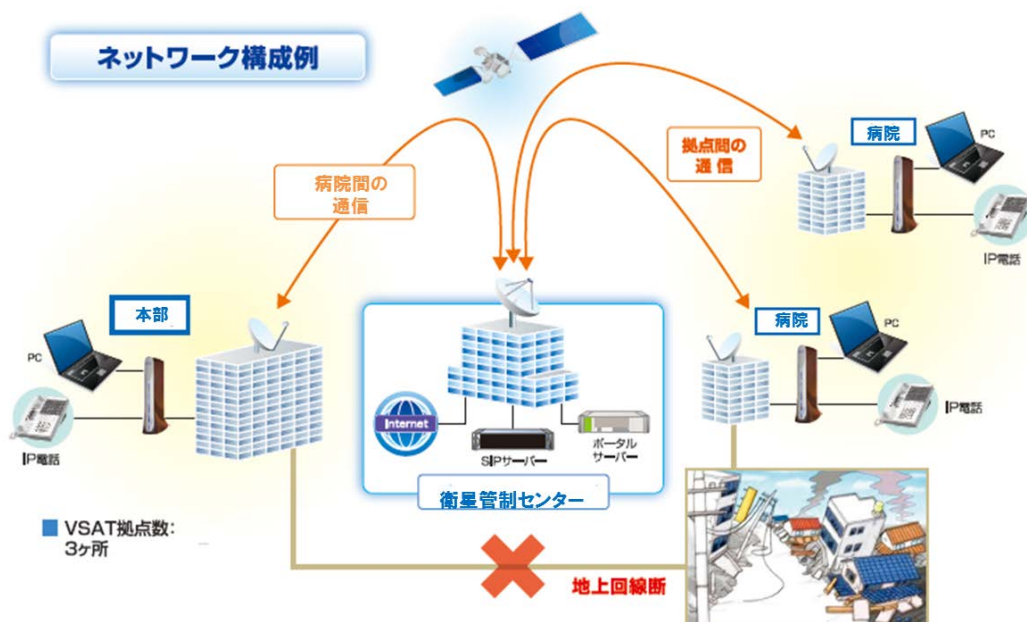 ネットワーク構成例
病院間の
通信
拠点間の
通信
病院
PC
IP電話
本部
PC
IP電話
Internet
SIPサーバー
ポータル
サーバー
衛星管制センター
病院
PC
IP電話
VSAT拠点数:
3ヶ所
地上回線断